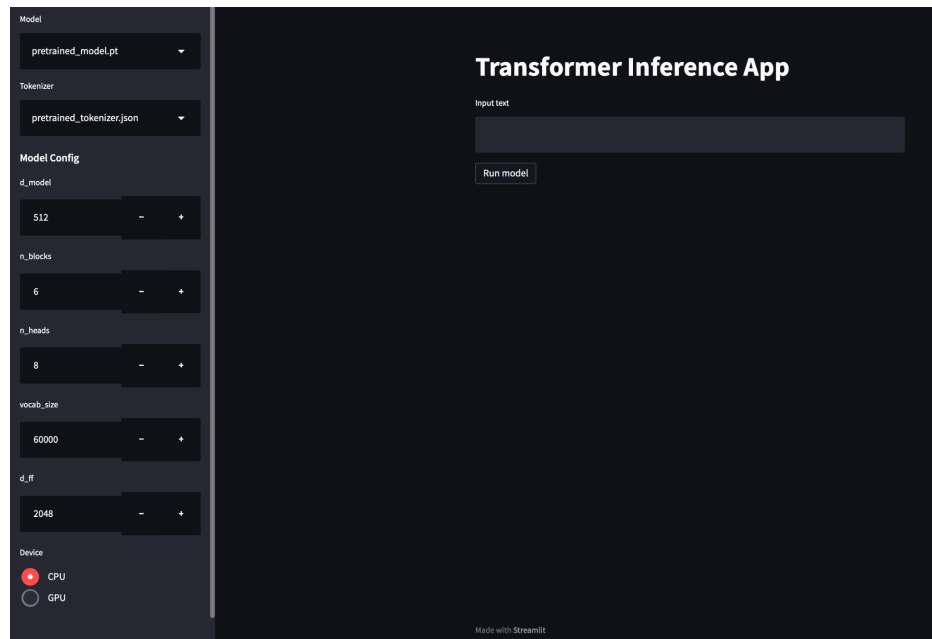 Model
pretrained_model.pt
Tokenizer
pretrained_tokenizer.json
Model Config
d_model
512 - +
n_blocks
6 - +
n_heads
8 - +
vocab_size
60000 - +
d_ff
2048 - +
Device
CPU
GPU
Transformer Inference App
Input text
Run model
Made with Streamlit